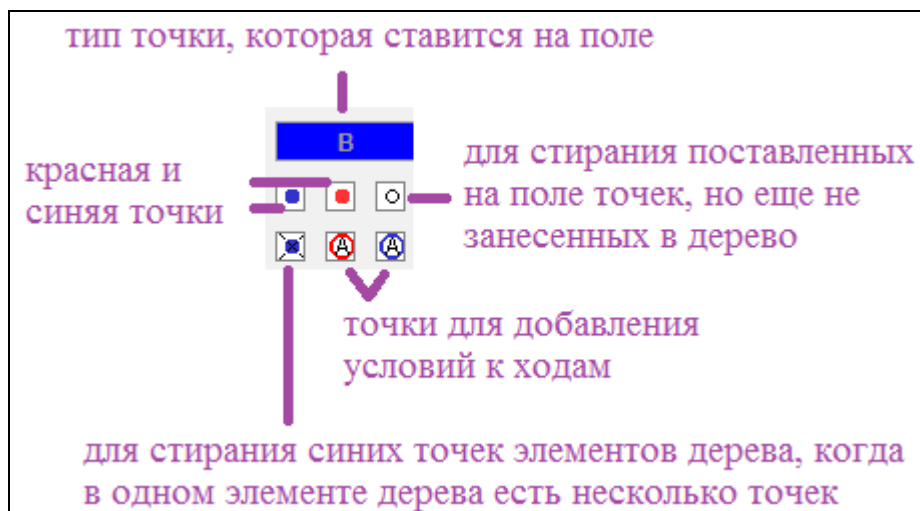 тип точки, которая ставится на поле
B
красная и
синяя точки
для стирания поставленных
на поле точек, но еще не
занесенных в дерево
A A
точки для добавления
условий к ходам
для стирания синих точек элементов дерева, когда
в одном элементе дерева есть несколько точек